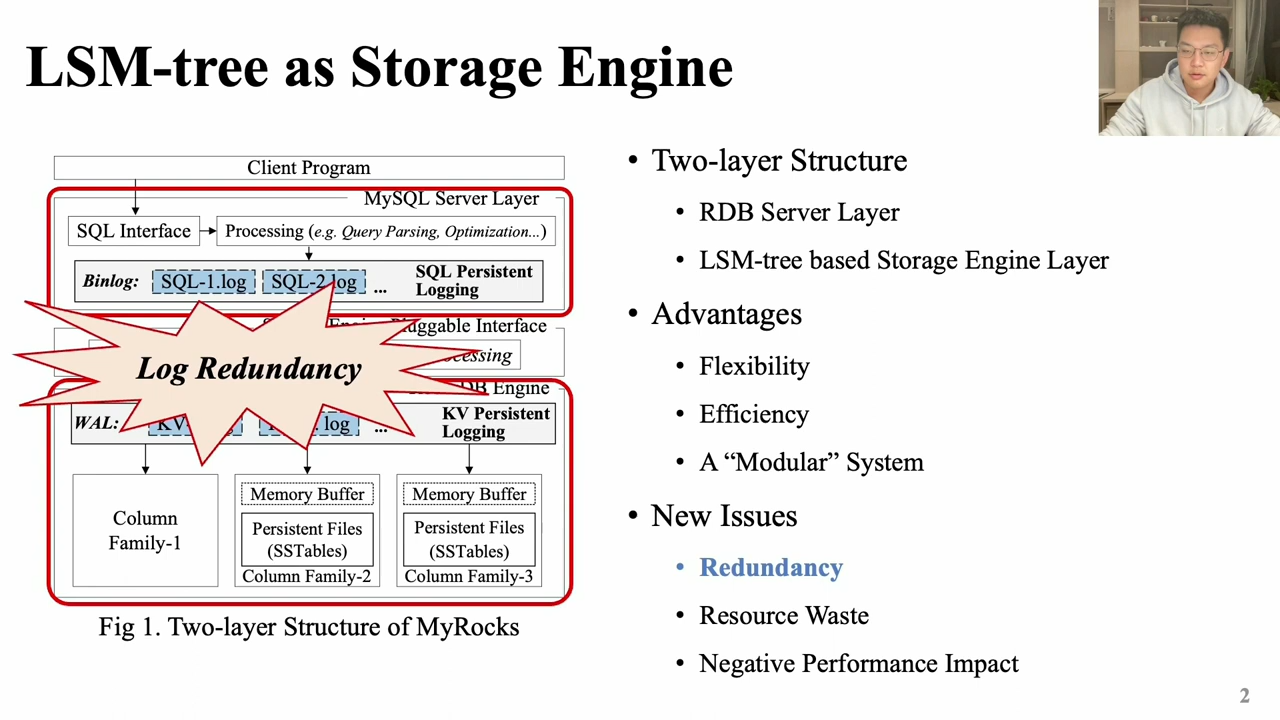 LSM-tree as Storage Engine
Client Program
MySQL Server Layer
SQL Interface
Processing (e.g. Query Parsing, Optimization...)
Binlog:
SQL-1.log
SQL-2.log
...
SQL Persistent
Logging
Pluggable Interface
Log Redundancy
Engine
WAL:
log
...
KV Persistent
Logging
Column
Family-1
Memory Buffer
Persistent Files
(SSTables)
Column Family-2
Memory Buffer
Persistent Files
(SSTables)
Column Family-3
Fig 1. Two-layer Structure of MyRocks
• Two-layer Structure
• RDB Server Layer
• LSM-tree based Storage Engine Layer
• Advantages
• Flexibility
• Efficiency
• A “Modular” System
• New Issues
• Redundancy
• Resource Waste
• Negative Performance Impact
2